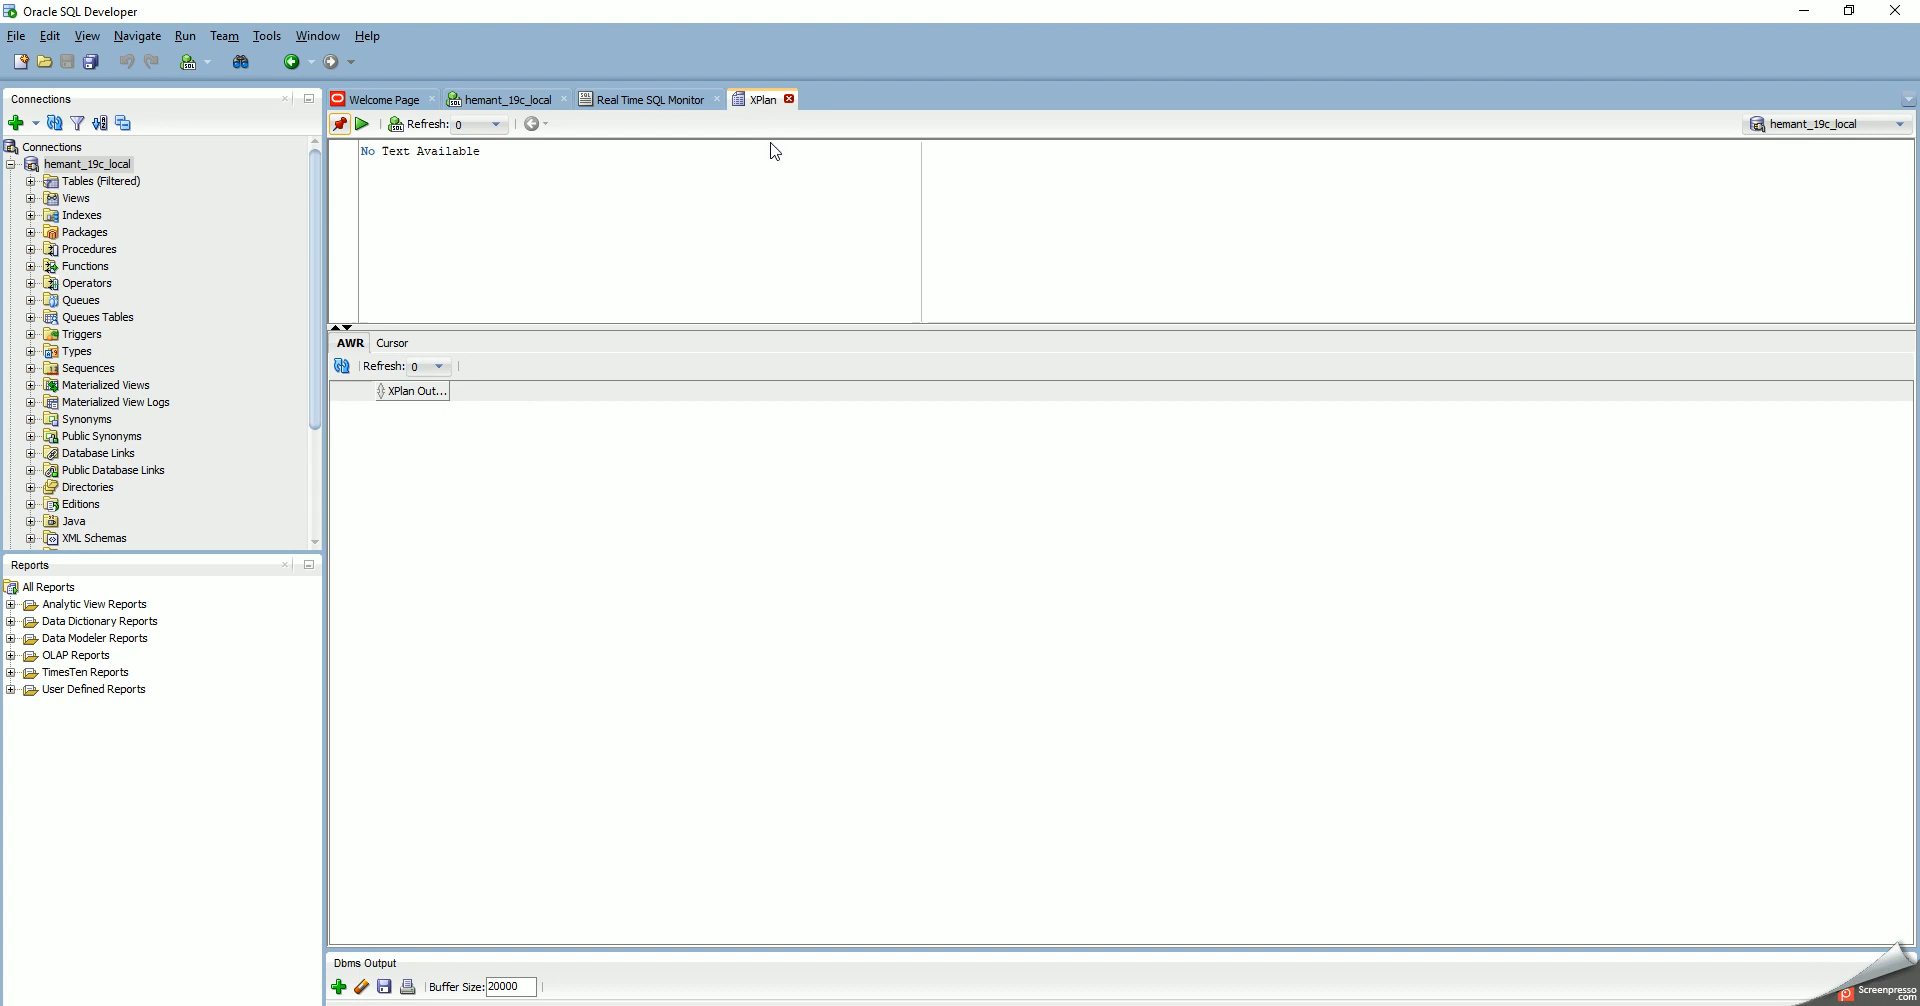 Oracle SQL Developer
File Edit View Navigate Run Team Tools Window Help
Connections
Connections
hemant_19c_local
Tables (Filtered)
Views
Indexes
Packages
Procedures
Functions
Operators
Queues
Queues Tables
Triggers
Types
Sequences
Materialized Views
Materialized View Logs
Synonyms
Public Synonyms
Database Links
Public Database Links
Directories
Editions
Java
XML Schemas
Reports
All Reports
Analytic View Reports
Data Dictionary Reports
Data Modeler Reports
OLAP Reports
TimesTen Reports
User Defined Reports
Welcome Page hemant_19c_local Real Time SQL Monitor XPlan
Refresh: 0 hemant_19c_local
No Text Available
AWR Cursor
Refresh: 0
XPlan Out...
Dbms Output
Buffer Size: 20000
Screenpresso
.com